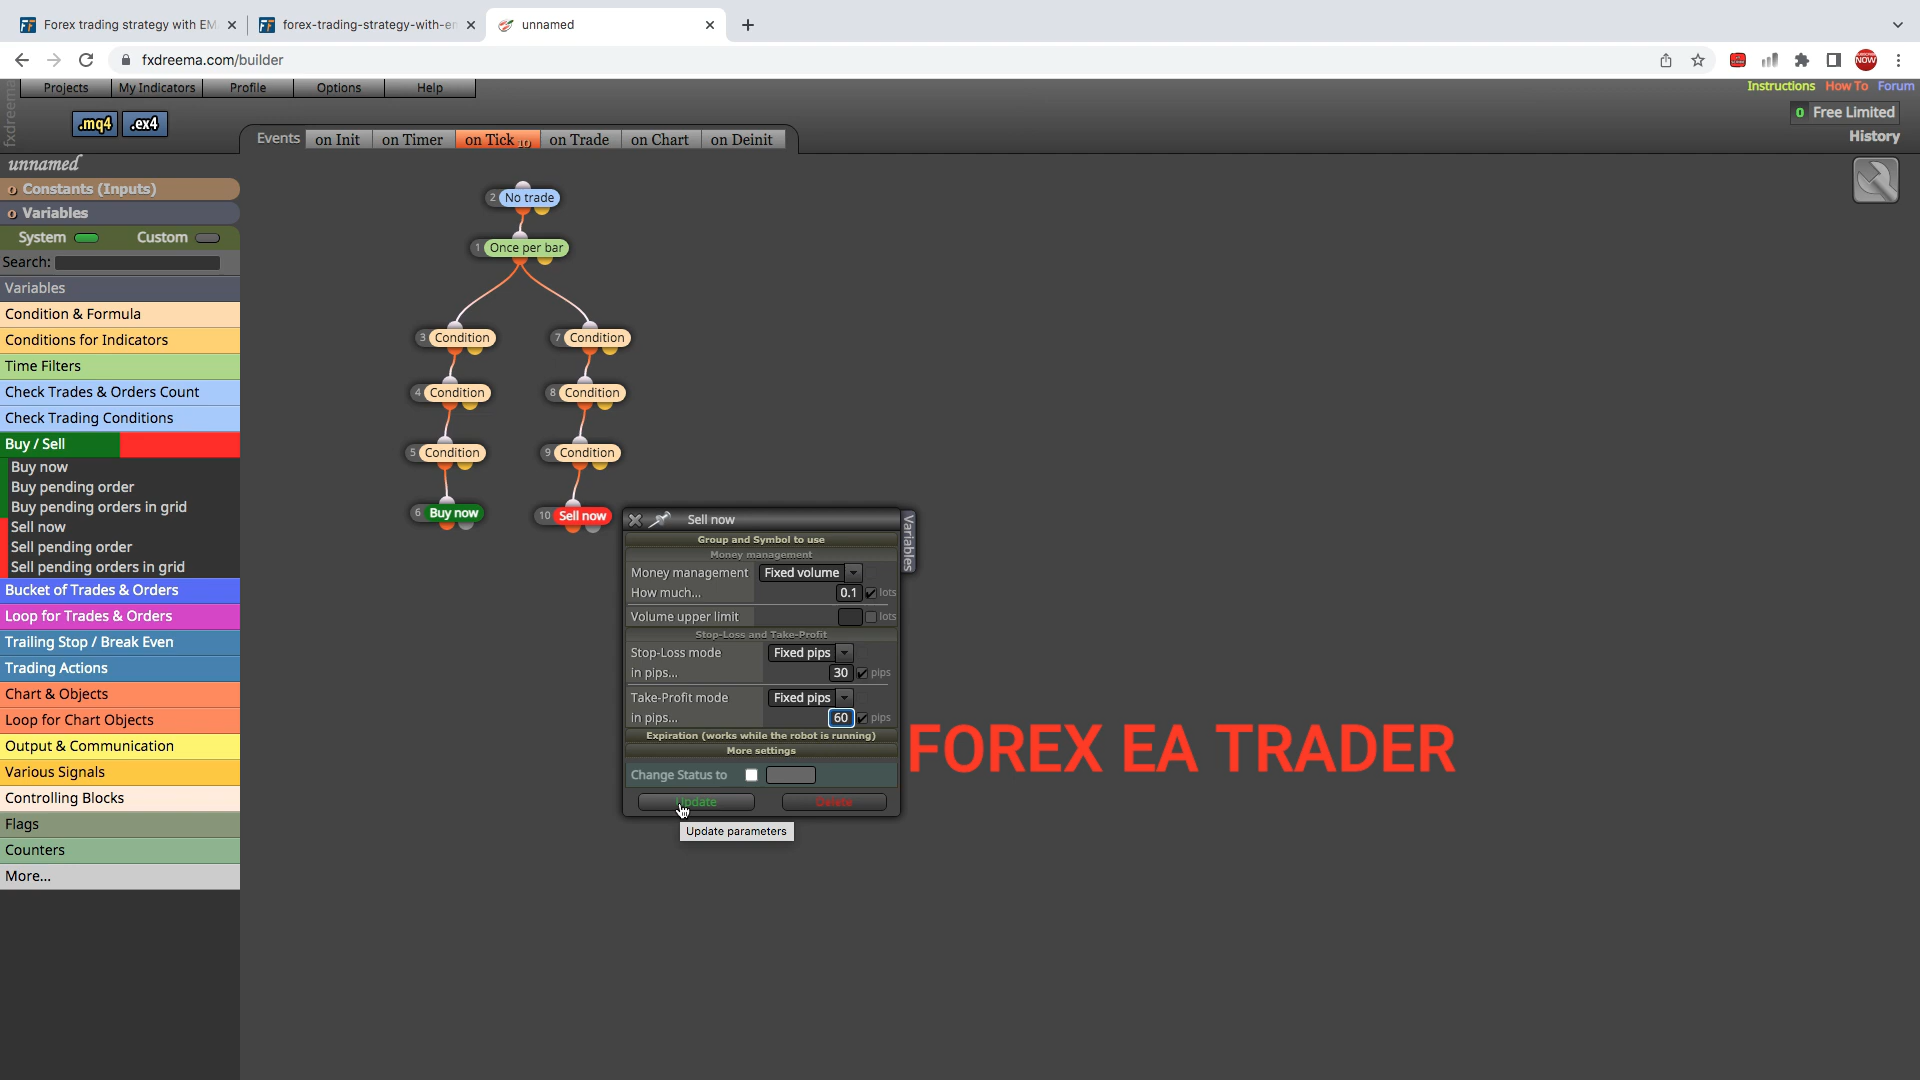 Forex trading strategy with EM
forex-trading-strategy-with-em
unnamed
fxdreema.com/builder
NOW
Projects
My Indicators
Profile
Options
Help
Instructions
How To
Forum
fxdreema
.mq4
.ex4
0 Free Limited
History
Events
on Init
on Timer
on Tick 10
on Trade
on Chart
on Deinit
unnamed
o Constants (Inputs)
o Variables
System
Custom
Search:
Variables
Condition & Formula
Conditions for Indicators
Time Filters
Check Trades & Orders Count
Check Trading Conditions
Buy / Sell
Buy now
Buy pending order
Buy pending orders in grid
Sell now
Sell pending order
Sell pending orders in grid
Bucket of Trades & Orders
Loop for Trades & Orders
Trailing Stop / Break Even
Trading Actions
Chart & Objects
Loop for Chart Objects
Output & Communication
Various Signals
Controlling Blocks
Flags
Counters
More...
2 No trade
1 Once per bar
3 Condition
7 Condition
4 Condition
8 Condition
5 Condition
9 Condition
6 Buy now
10 Sell now
Sell now
Variables
Group and Symbol to use
Money management
Money management Fixed volume
How much... 0.1 lots
Volume upper limit lots
Stop-Loss and Take-Profit
Stop-Loss mode Fixed pips
in pips... 30 pips
Take-Profit mode Fixed pips
in pips... 60 pips
Expiration (works while the robot is running)
More settings
Change Status to
Update
Delete
Update parameters
FOREX EA TRADER